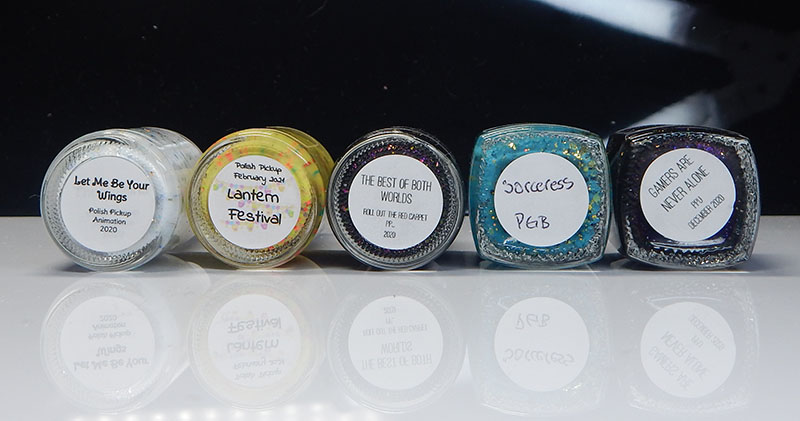 Let Me Be Your
Wings
Polish Pickup
Animation
2020
Polish Pickup
February 2021
Lantern
Festival
THE BEST OF BOTH
WORLDS
ROLL OUT THE RED CARPET
PPU
2020
Sorceress
PGB
GAMERS ARE
NEVER ALONE
PPU
DECEMBER 2020